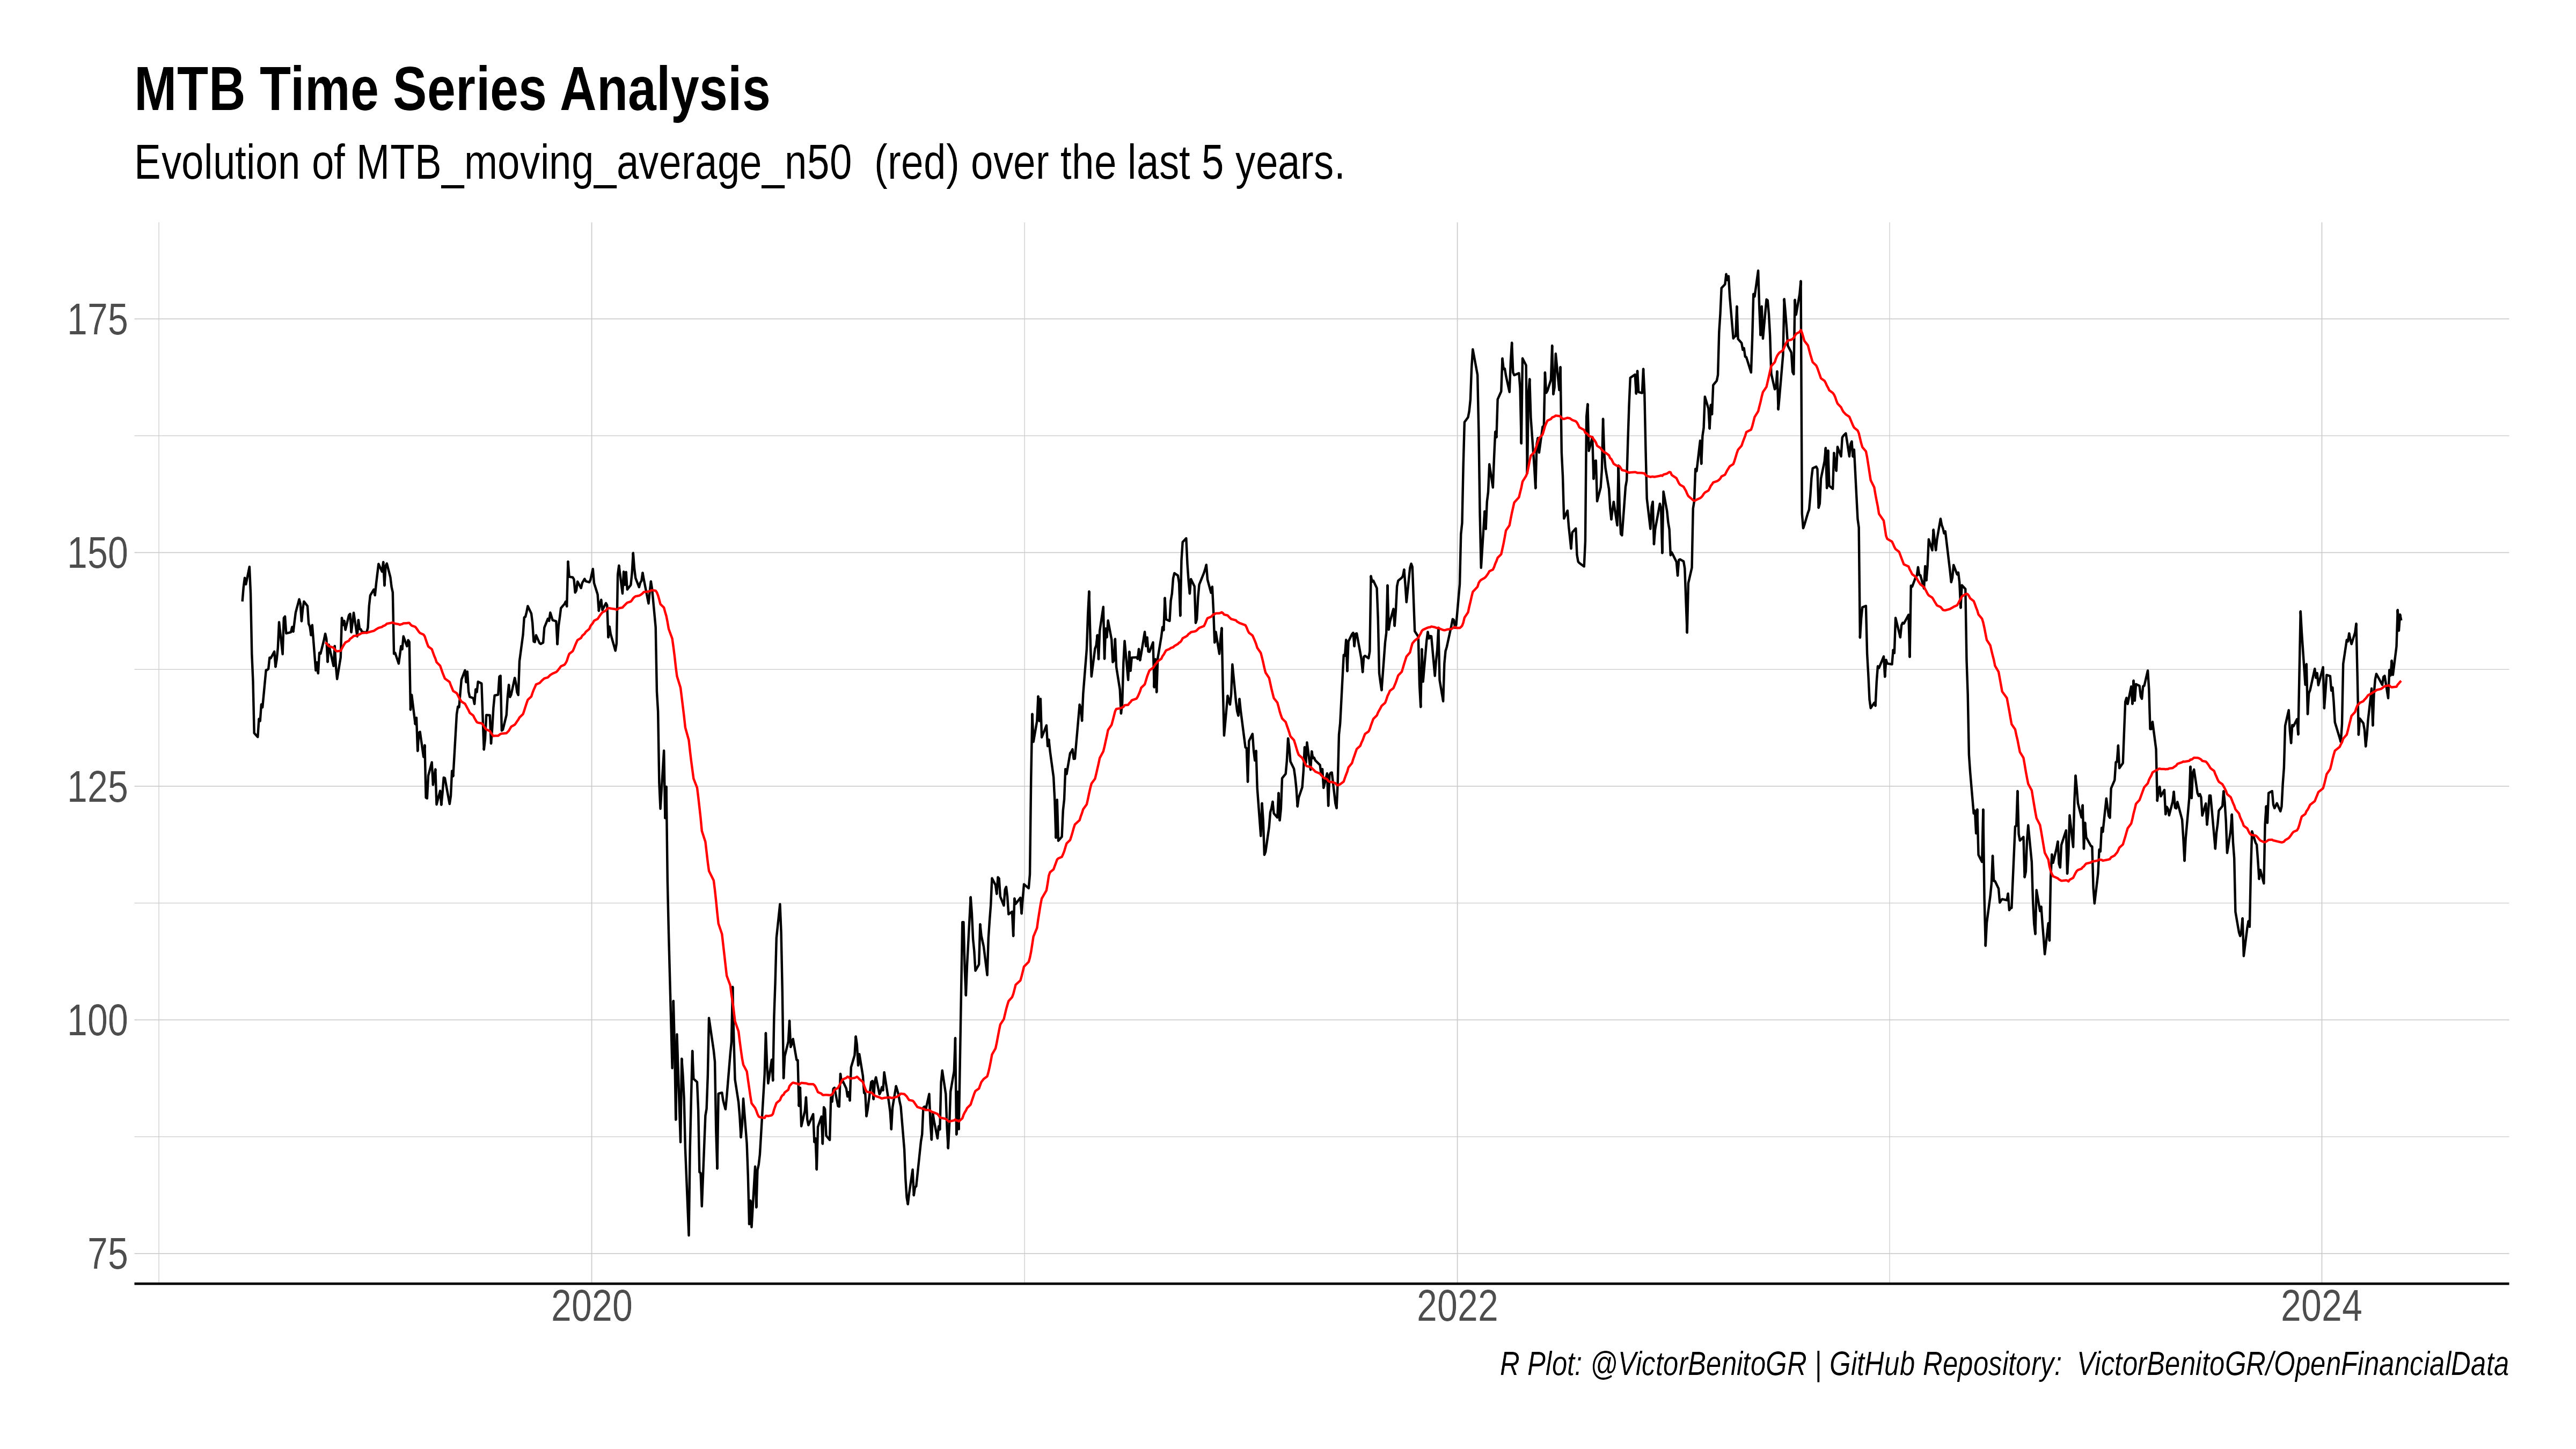 MTB Time Series Analysis
Evolution of MTB_moving_average_n50  (red) over the last 5 years.
175
150
125
100
75
2020 2022 2024
R Plot: @VictorBenitoGR | GitHub Repository:  VictorBenitoGR/OpenFinancialData